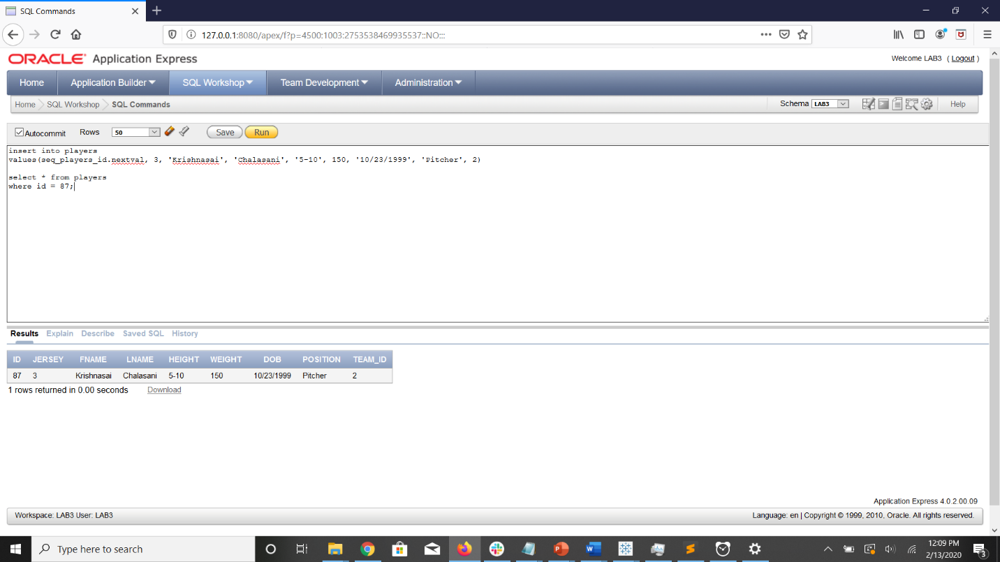 SQL Commands
127.0.0.1:8080/apex/f?p=4500:1003:2753538469935537::NO:::
ORACLE Application Express
Welcome LAB3 ( Logout )
Home Application Builder SQL Workshop Team Development Administration
Home SQL Workshop SQL Commands
Schema LAB3 Help
Autocommit Rows 50 Save Run
insert into players
values(seq_players_id.nextval, 3, 'Krishnasai', 'Chalasani', '5-10', 150, '10/23/1999', 'Pitcher', 2)
select * from players
where id = 87;
Results Explain Describe Saved SQL History
ID JERSEY FNAME LNAME HEIGHT WEIGHT DOB POSITION TEAM_ID
87 3 Krishnasai Chalasani 5-10 150 10/23/1999 Pitcher 2
1 rows returned in 0.00 seconds Download
Application Express 4.0.2.00.09
Workspace: LAB3 User: LAB3
Language: en | Copyright © 1999, 2010, Oracle. All rights reserved.
Type here to search
12:09 PM
2/13/2020
3